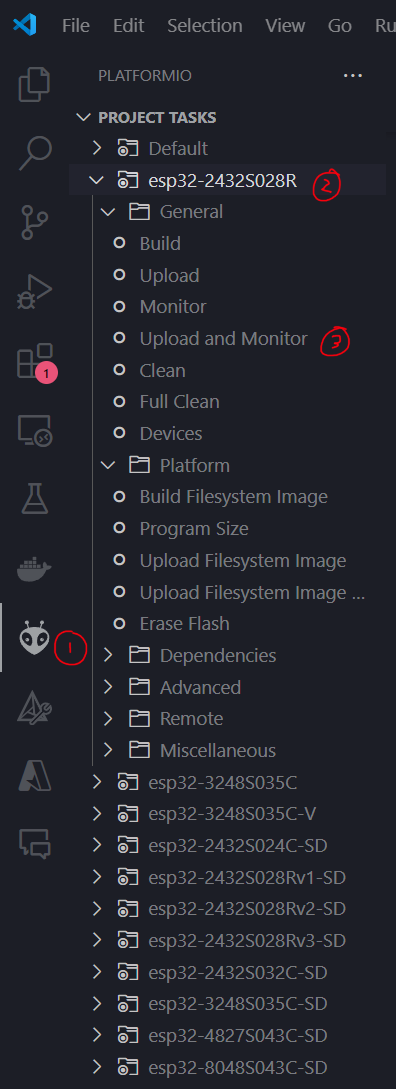 File Edit Selection View Go Ru
PLATFORMIO ...
PROJECT TASKS
Default
esp32-2432S028R 2
General
Build
Upload
Monitor
Upload and Monitor 3
Clean
Full Clean
1
Devices
Platform
Build Filesystem Image
Program Size
Upload Filesystem Image
Upload Filesystem Image ...
Erase Flash
1
Dependencies
Advanced
Remote
Miscellaneous
esp32-3248S035C
esp32-3248S035C-V
esp32-2432S024C-SD
esp32-2432S028Rv1-SD
esp32-2432S028Rv2-SD
esp32-2432S028Rv3-SD
esp32-2432S032C-SD
esp32-3248S035C-SD
esp32-4827S043C-SD
esp32-8048S043C-SD